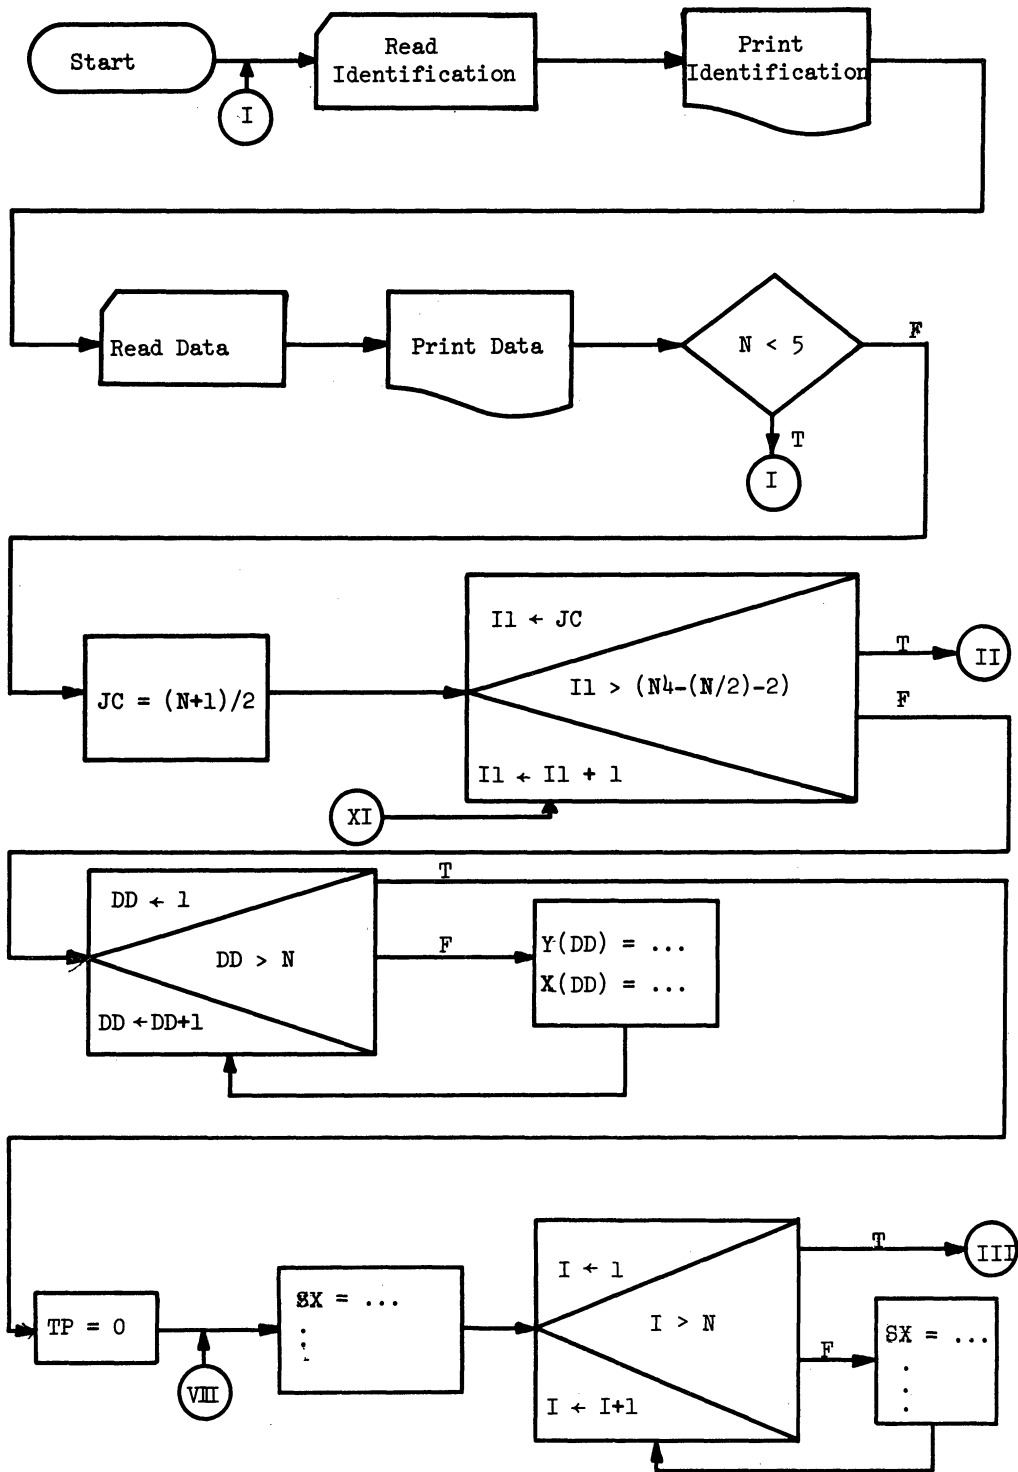 Start
I
Read
Identification
Print
Identification
Read Data
Print Data
N < 5
F
T
I
JC = (N+1)/2
I1 ← JC
I1 > (N4-(N/2)-2)
I1 ← I1 + 1
T
II
F
XI
DD ← 1
DD > N
DD ←DD+1
T
F
Y(DD) = ...
X(DD) = ...
TP = 0
VIII
SX = ...
.
.
.
I ← 1
I > N
I ← I+1
T
III
F
SX = ...
.
.
.